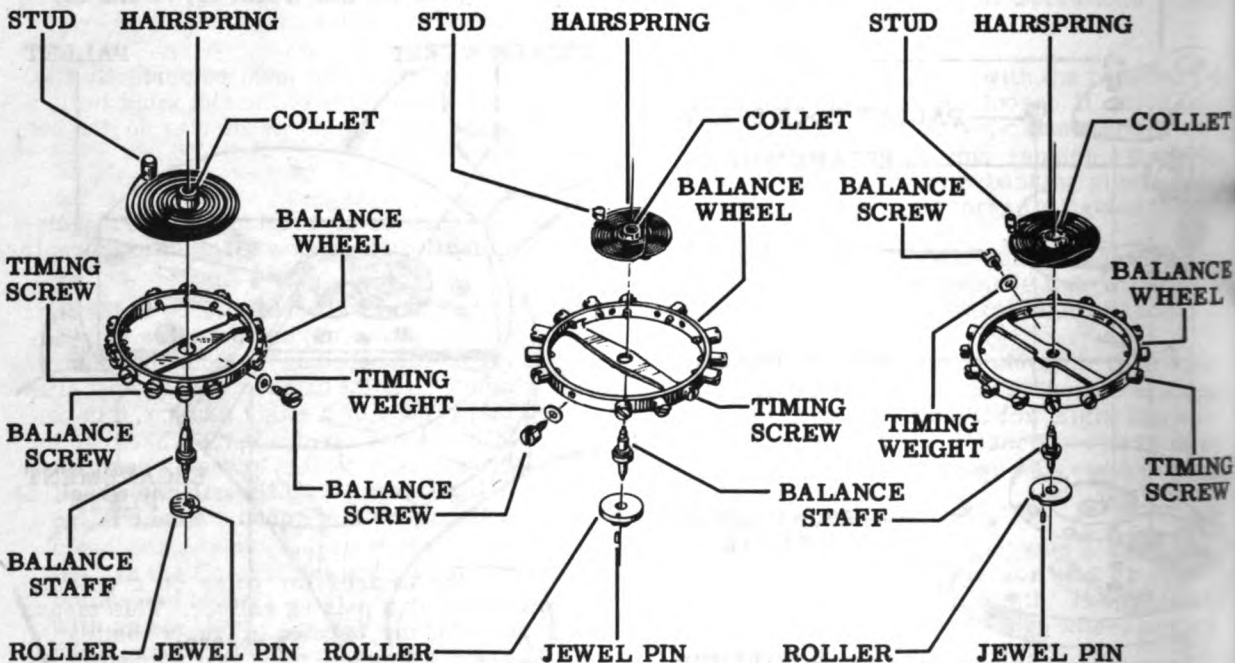 STUD HAIRSPRING
COLLET
BALANCE
WHEEL
TIMING
SCREW
TIMING
WEIGHT
BALANCE
SCREW
BALANCE
SCREW
BALANCE
STAFF
ROLLER JEWEL PIN
STUD HAIRSPRING
COLLET
BALANCE
WHEEL
TIMING
SCREW
BALANCE
STAFF
ROLLER JEWEL PIN
STUD HAIRSPRING
COLLET
BALANCE
SCREW
BALANCE
WHEEL
TIMING
WEIGHT
TIMING
SCREW
ROLLER JEWEL PIN